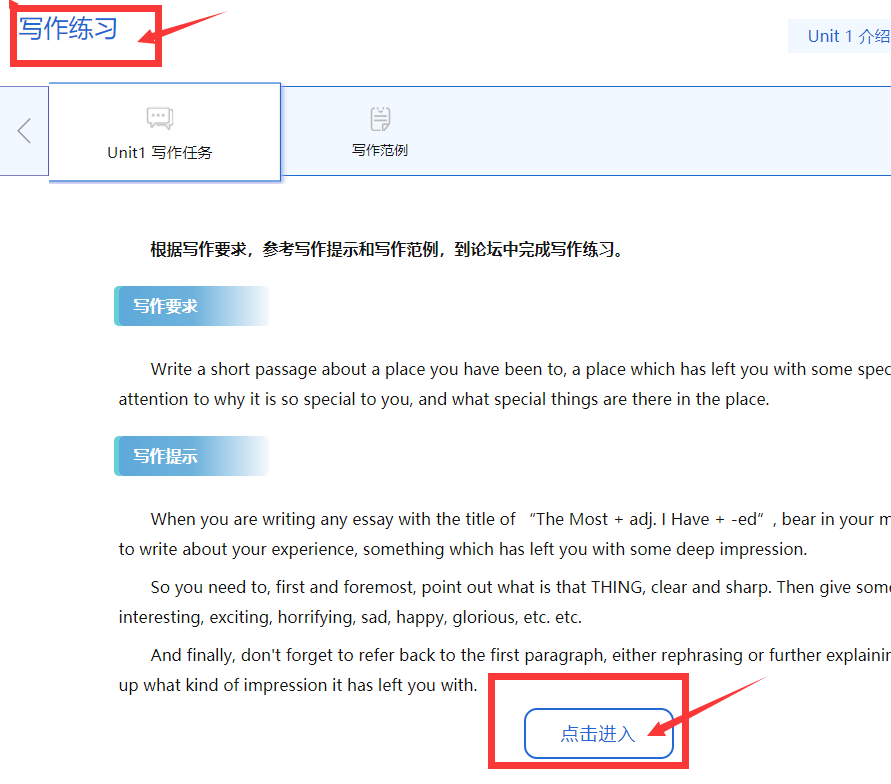 写作练习
Unit 1 介绍
Unit1 写作任务
写作范例
根据写作要求，参考写作提示和写作范例，到论坛中完成写作练习。
写作要求
Write a short passage about a place you have been to, a place which has left you with some spec
attention to why it is so special to you, and what special things are there in the place.
写作提示
When you are writing any essay with the title of “The Most + adj. I Have + -ed”, bear in your m
to write about your experience, something which has left you with some deep impression.
So you need to, first and foremost, point out what is that THING, clear and sharp. Then give some
interesting, exciting, horrifying, sad, happy, glorious, etc. etc.
And finally, don't forget to refer back to the first paragraph, either rephrasing or further explainin
up what kind of impression it has left you with.
点击进入